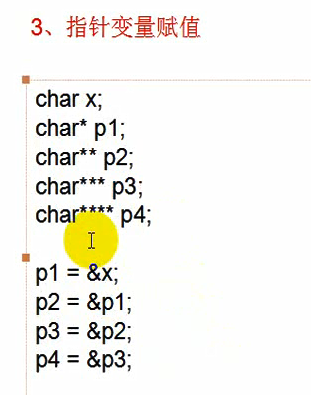 3、指针变量赋值
char x;
char* p1;
char** p2;
char*** p3;
char**** p4;
p1 = &x;
p2 = &p1;
p3 = &p2;
p4 = &p3;